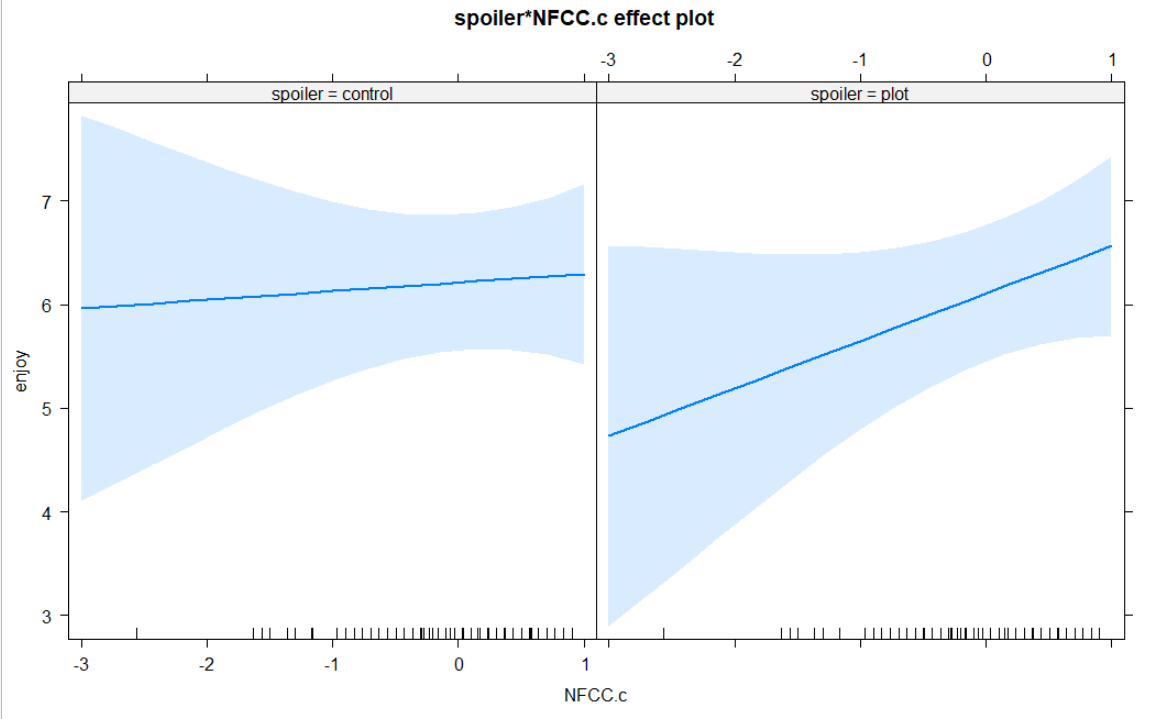 spoiler*NFCC.c effect plot
-3 -2 -1 0 1
spoiler = control spoiler = plot
7
6
5
4
3
enjoy
-3 -2 -1 0 1
NFCC.c